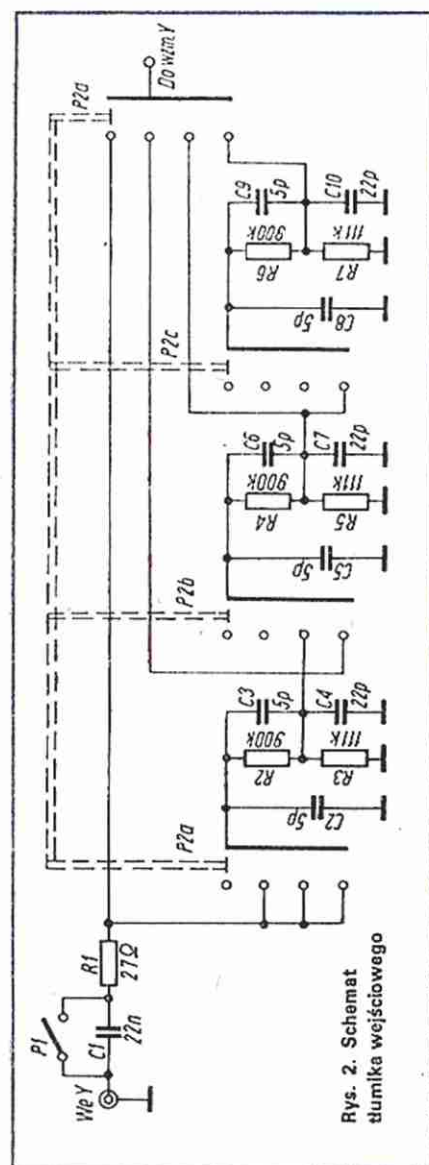 P1
We Y
C1
22n
R1
27Ω
P2a
C2
5p
R2
900k
C3
5p
R3
111k
C4
22p
P2b
C5
5p
R4
900k
C6
5p
R5
111k
C7
22p
P2c
C8
5p
R6
900k
C9
5p
R7
111k
C10
22p
P2d
Do wzm. Y
Rys. 2. Schemat
tłumika wejściowego